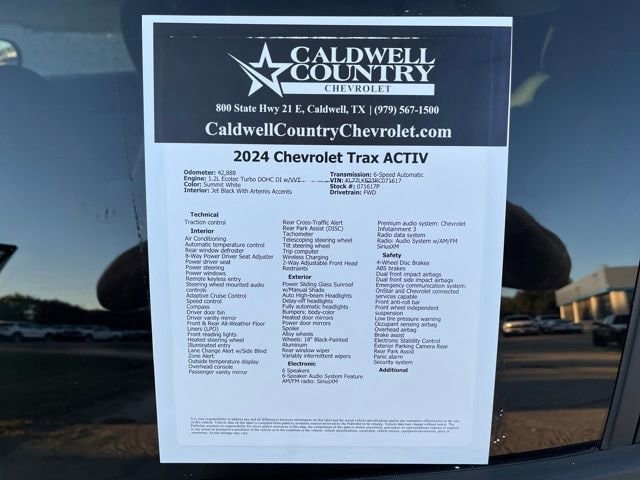 CALDWELL
COUNTRY
CHEVROLET
800 State Hwy 21 E, Caldwell, TX | (979) 567-1500
CaldwellCountryChevrolet.com
2024 Chevrolet Trax ACTIV
Odometer: 42,888
Engine: 1.2L Ecotec Turbo DOHC DI w/VVT
Color: Summit White
Interior: Jet Black With Artemis Accents
Transmission: 6-Speed Automatic
VIN:
Stock #: 071617P
Drivetrain: FWD
Technical
Traction control
Interior
Air Conditioning
Automatic temperature control
Rear window defroster
8-Way Power Driver Seat Adjuster
Power driver seat
Power steering
Power windows
Remote keyless entry
Steering wheel mounted audio
controls
Adaptive Cruise Control
Speed control
Compass
Driver door bin
Driver vanity mirror
Front & Rear All-Weather Floor
Liners (LPO)
Front reading lights
Heated steering wheel
Illuminated entry
Lane Change Alert w/Side Blind
Zone Alert
Outside temperature display
Overhead console
Passenger vanity mirror
Rear Cross-Traffic Alert
Rear Park Assist (DISC)
Tachometer
Telescoping steering wheel
Tilt steering wheel
Trip computer
Wireless Charging
2-Way Adjustable Front Head
Restraints
Exterior
Power Sliding Glass Sunroof
w/Manual Shade
Auto High-beam Headlights
Delay-off headlights
Fully automatic headlights
Bumpers: body-color
Heated door mirrors
Power door mirrors
Spoiler
Alloy wheels
Wheels: 18" Black-Painted
Aluminum
Rear window wiper
Variably intermittent wipers
Electronic
6 Speakers
6-Speaker Audio System Feature
AM/FM radio: SiriusXM
Premium audio system: Chevrolet
Infotainment 3
Radio data system
Radio: Audio System w/AM/FM
SiriusXM
Safety
4-Wheel Disc Brakes
ABS brakes
Dual front impact airbags
Dual front side impact airbags
Emergency communication system:
OnStar and Chevrolet connected
services capable
Front anti-roll bar
Front wheel independent
suspension
Low tire pressure warning
Occupant sensing airbag
Overhead airbag
Brake assist
Electronic Stability Control
Exterior Parking Camera Rear
Rear Park Assist
Panic alarm
Security system
Additional